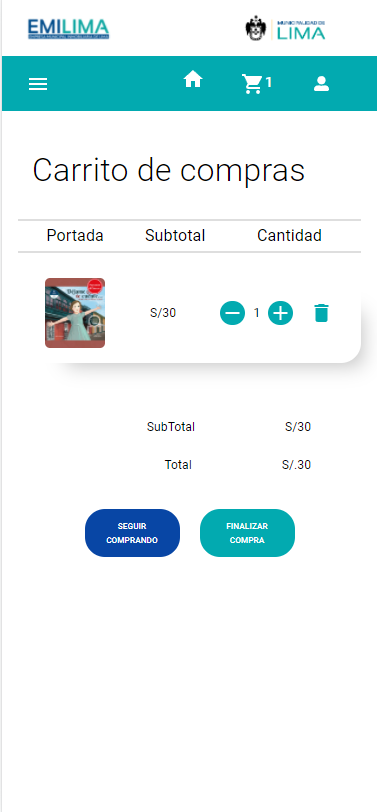 EMILIMA
MUNICIPALIDAD DE
LIMA
1
Carrito de compras
Portada Subtotal Cantidad
S/30 1
SubTotal S/30
Total S/.30
SEGUIR
COMPRANDO
FINALIZAR
COMPRA